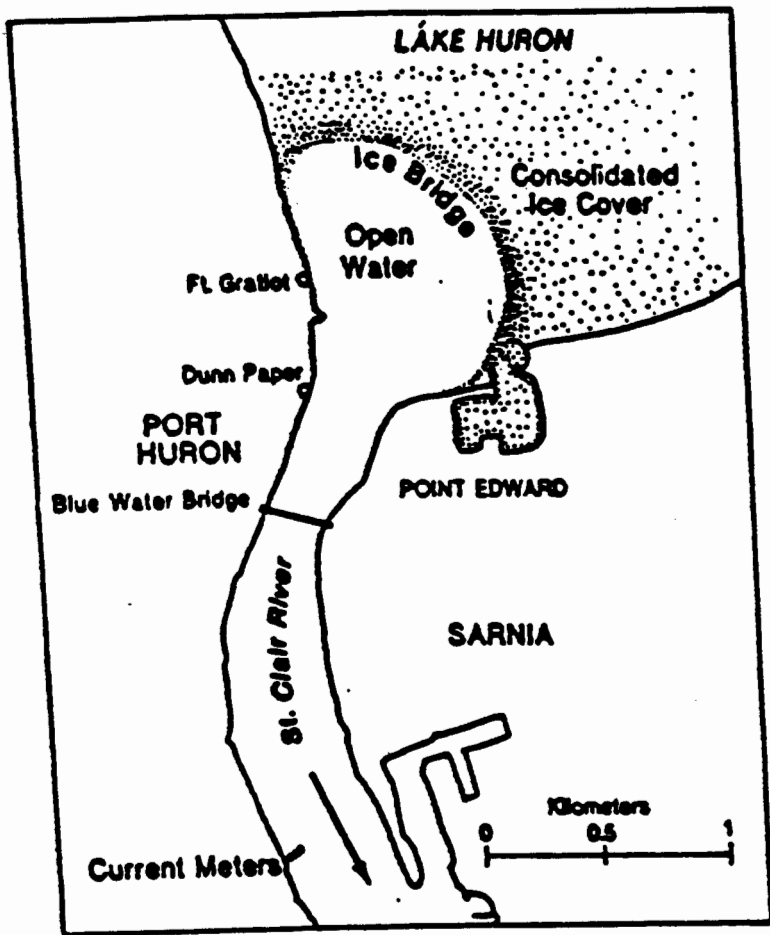 LAKE HURON
Ice Bridge
Consolidated
Ice Cover
Open
Water
Ft. Gratiot
Dunn Paper
PORT
HURON
POINT EDWARD
Blue Water Bridge
St. Clair River
SARNIA
Kilometers
0 0.5 1
Current Meters